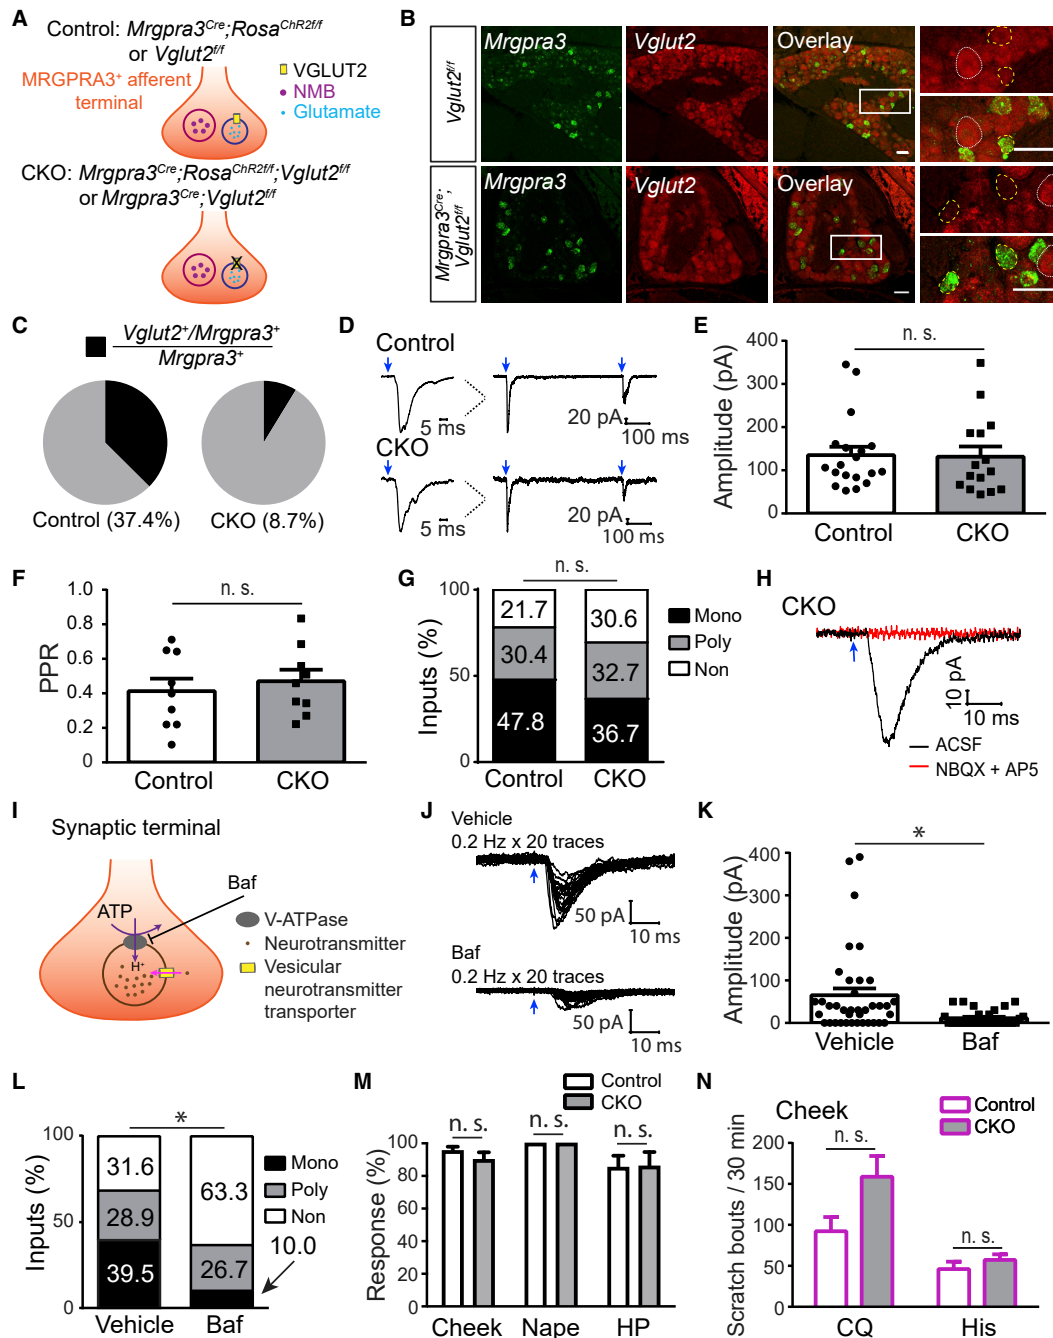 A
Control: Mrgpra3Cre;RosaChR2f/f
or Vglut2f/f
MRGPRA3+ afferent
terminal
VGLUT2
NMB
Glutamate
CKO: Mrgpra3Cre;RosaChR2f/f;Vglut2f/f
or Mrgpra3Cre;Vglut2f/f
B
Vglut2f/f
Mrgpra3
Vglut2
Overlay
Mrgpra3Cre;
Vglut2f/f
Mrgpra3
Vglut2
Overlay
C
Vglut2+/Mrgpra3+
Mrgpra3+
Control (37.4%)
CKO (8.7%)
D
Control
5 ms
20 pA
100 ms
CKO
5 ms
20 pA
100 ms
E
n. s.
Amplitude (pA)
400
300
200
100
0
Control
CKO
F
n. s.
PPR
1.0
0.8
0.6
0.4
0.2
0
Control
CKO
G
n. s.
Inputs (%)
100
50
0
21.7
30.4
47.8
30.6
32.7
36.7
Mono
Poly
Non
Control
CKO
H
CKO
10 pA
10 ms
ACSF
NBQX + AP5
I
Synaptic terminal
Baf
ATP
H+
V-ATPase
Neurotransmitter
Vesicular
neurotransmitter
transporter
J
Vehicle
0.2 Hz x 20 traces
50 pA
10 ms
Baf
0.2 Hz x 20 traces
50 pA
10 ms
K
*
Amplitude (pA)
400
300
200
100
0
Vehicle
Baf
L
*
Inputs (%)
100
50
0
31.6
28.9
39.5
63.3
26.7
10.0
Mono
Poly
Non
Vehicle
Baf
M
Control
CKO
n. s.
n. s.
n. s.
Response (%)
100
80
60
40
20
0
Cheek
Nape
HP
N
Cheek
Control
CKO
n. s.
n. s.
Scratch bouts / 30 min
200
150
100
50
0
CQ
His